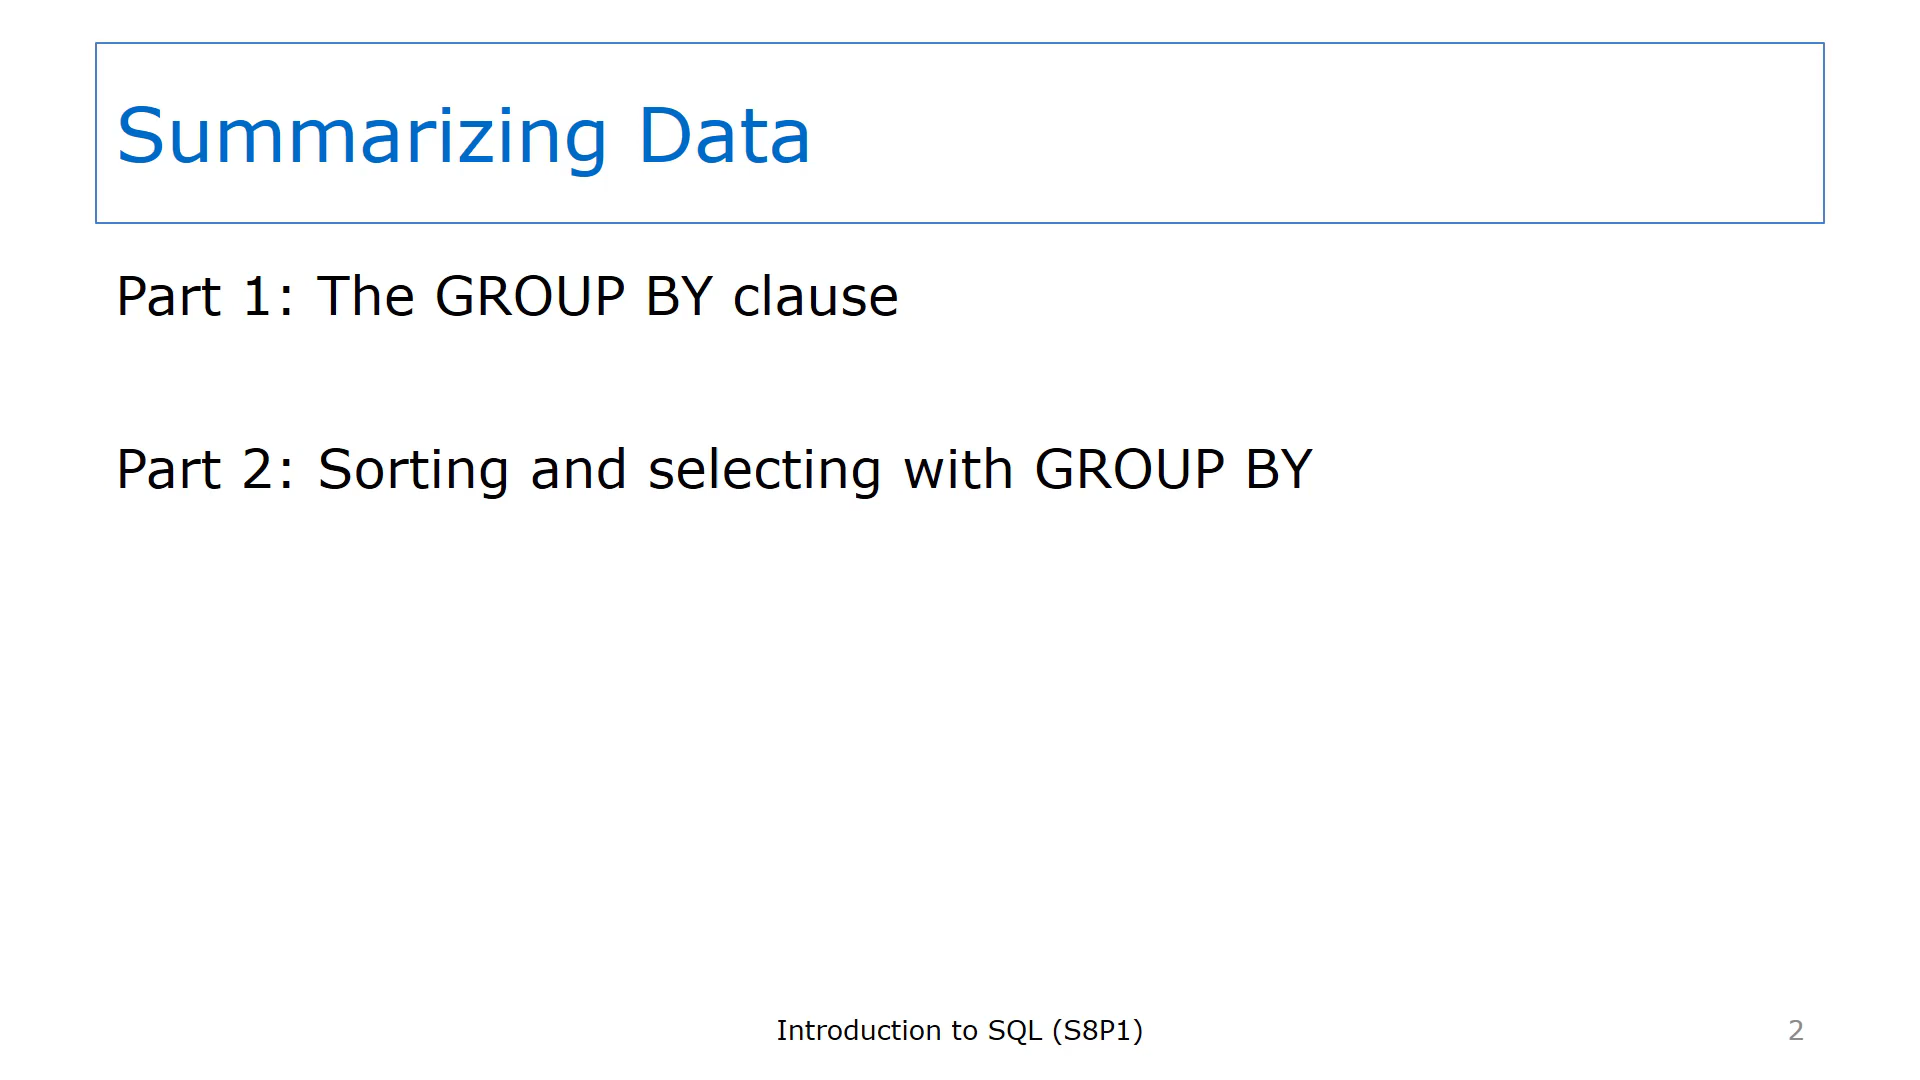 Summarizing Data
Part 1: The GROUP BY clause
Part 2: Sorting and selecting with GROUP BY
Introduction to SQL (S8P1)
2